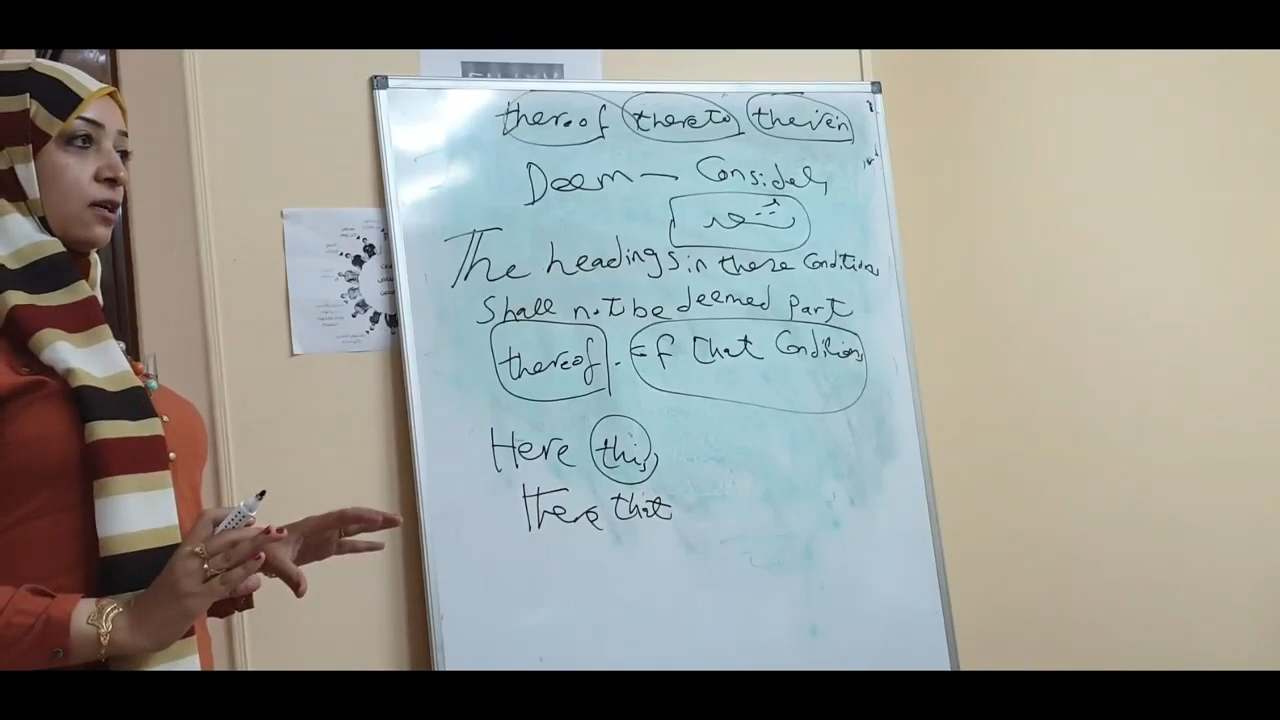 thereof thereto therein
Deem — Consider
The headings in these Conditions
Shall not be deemed part
thereof . of that Conditions
Here this
there that